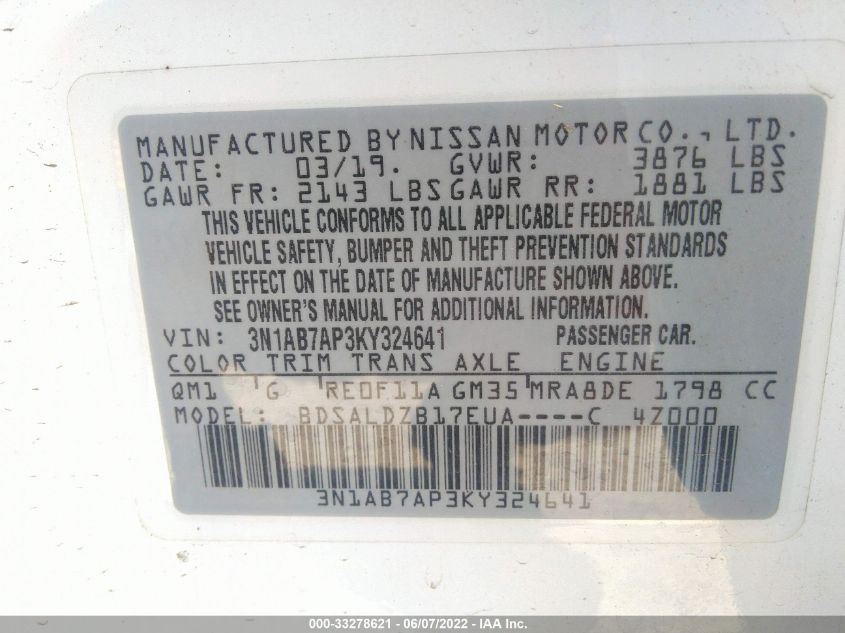 MANUFACTURED BY NISSAN MOTOR CO., LTD.
DATE: 03/19. GVWR: 3876 LBS
GAWR FR: 2143 LBS GAWR RR: 1881 LBS
THIS VEHICLE CONFORMS TO ALL APPLICABLE FEDERAL MOTOR
VEHICLE SAFETY, BUMPER AND THEFT PREVENTION STANDARDS
IN EFFECT ON THE DATE OF MANUFACTURE SHOWN ABOVE.
SEE OWNER'S MANUAL FOR ADDITIONAL INFORMATION.
VIN: 3N1AB7AP3KY324641 PASSENGER CAR.
COLOR TRIM TRANS AXLE ENGINE
QM1 G RE0F11A GM35 MRA8DE 1798 CC
MODEL: BDSALDZB17EUA----C 4Z000
3N1AB7AP3KY324641
000-33278621 - 06/07/2022 - IAA Inc.